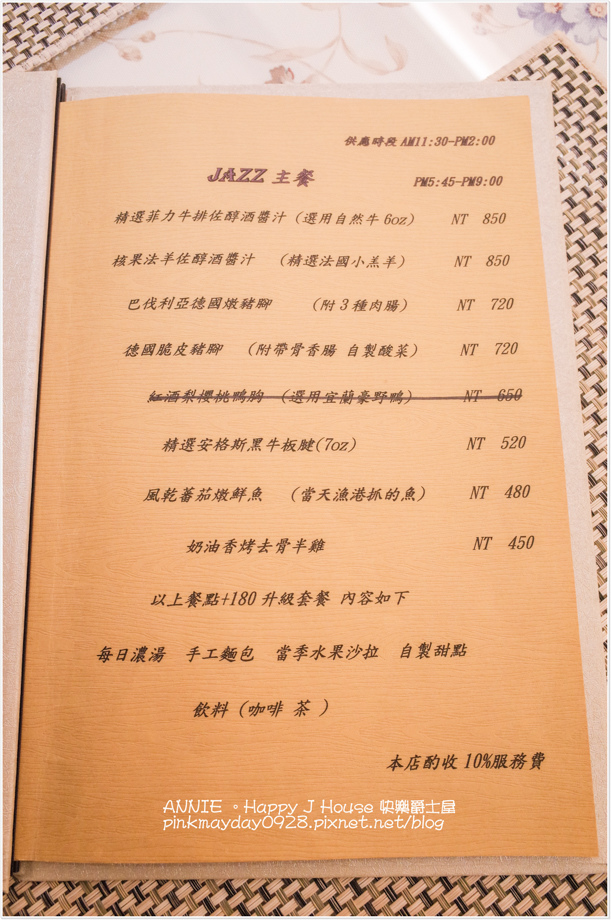 供應時段 AM11:30-PM2:00
JAZZ 主餐 PM5:45-PM9:00
精選菲力牛排佐醇酒醬汁 (選用自然牛 6oz) NT 850
核果法羊佐醇酒醬汁 (精選法國小羔羊) NT 850
巴伐利亞德國燉豬腳 (附 3 種肉腸) NT 720
德國脆皮豬腳 (附帶骨香腸 自製酸菜) NT 720
紅酒梨櫻桃鴨胸 (選用宜蘭豪野鴨) NT 650
精選安格斯黑牛板腱(7oz) NT 520
風乾蕃茄燉鮮魚 (當天漁港抓的魚) NT 480
奶油香烤去骨半雞 NT 450
以上餐點+180 升級套餐 內容如下
每日濃湯 手工麵包 當季水果沙拉 自製甜點
飲料 (咖啡 茶 )
本店酌收 10%服務費
ANNIE 。Happy J House 快樂爵士屋
pinkmayday0928.pixnet.net/blog